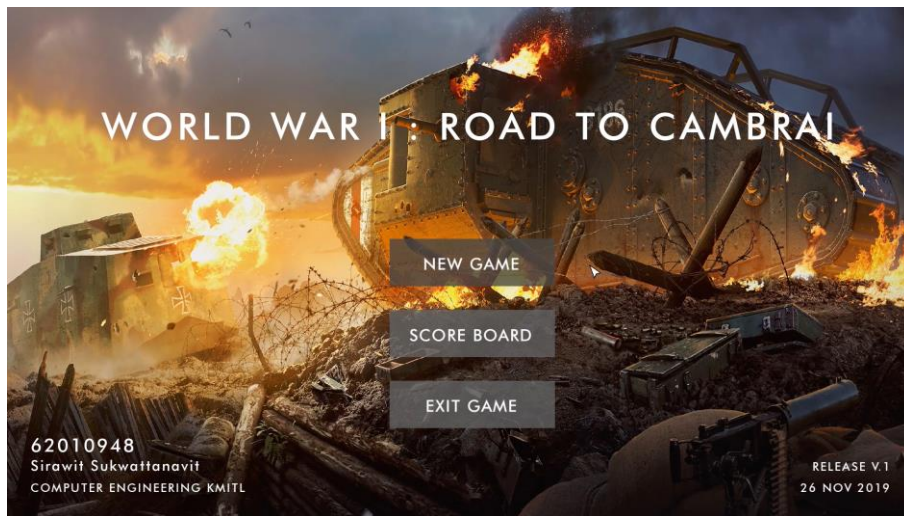 WORLD WAR I : ROAD TO CAMBRAI
NEW GAME
SCORE BOARD
EXIT GAME
62010948
Sirawit Sukwattanavit
COMPUTER ENGINEERING KMITL
RELEASE V.1
26 NOV 2019